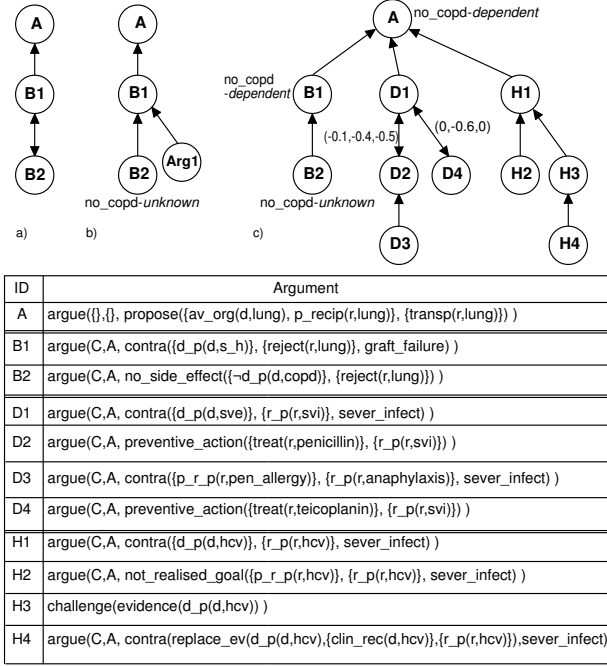 A
B1
B2
a)
A
B1
B2
Arg1
no_copd-unknown
b)
A
no_copd-dependent
no_copd
-dependent
B1
D1
H1
(-0.1,-0.4,-0.5)
(0,-0.6,0)
B2
D2
D4
H2
H3
no_copd-unknown
c)
D3
H4
ID Argument
A argue({},{}, propose({av_org(d,lung), p_recip(r,lung)}, {transp(r,lung)}) )
B1 argue(C,A, contra({d_p(d,s_h)}, {reject(r,lung)}, graft_failure) )
B2 argue(C,A, no_side_effect({¬d_p(d,copd)}, {reject(r,lung)}) )
D1 argue(C,A, contra({d_p(d,sve)}, {r_p(r,svi)}, sever_infect) )
D2 argue(C,A, preventive_action({treat(r,penicillin)}, {r_p(r,svi)}) )
D3 argue(C,A, contra({p_r_p(r,pen_allergy)}, {r_p(r,anaphylaxis)}, sever_infect) )
D4 argue(C,A, preventive_action({treat(r,teicoplanin)}, {r_p(r,svi)}) )
H1 argue(C,A, contra({d_p(d,hcv)}, {r_p(r,hcv)}, sever_infect) )
H2 argue(C,A, not_realised_goal({p_r_p(r,hcv)}, {r_p(r,hcv)}, sever_infect) )
H3 challenge(evidence(d_p(d,hcv)) )
H4 argue(C,A, contra(replace_ev(d_p(d,hcv),{clin_rec(d,hcv)},{r_p(r,hcv)}),sever_infect)